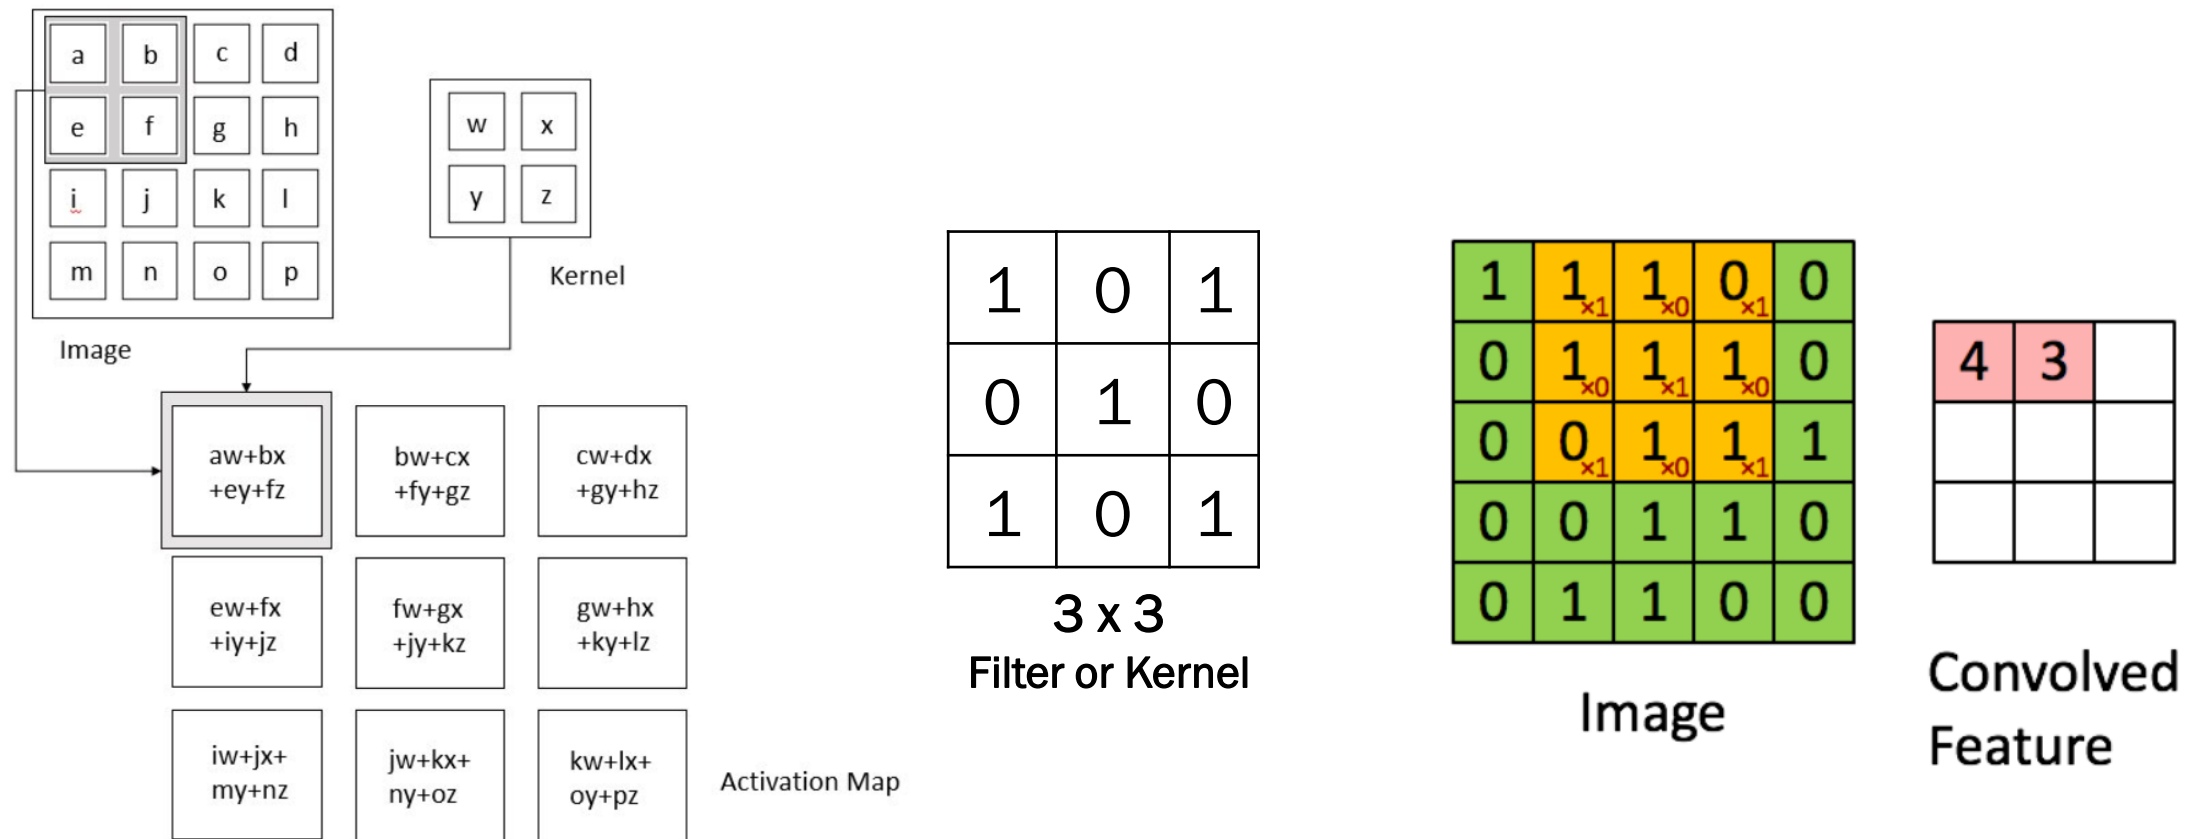 a b c d
e f g h
i j k l
m n o p
Image
w x
y z
Kernel
aw+bx
+ey+fz
bw+cx
+fy+gz
cw+dx
+gy+hz
ew+fx
+iy+jz
fw+gx
+jy+kz
gw+hx
+ky+lz
iw+jx+
my+nz
jw+kx+
ny+oz
kw+lx+
oy+pz
Activation Map
1 0 1
0 1 0
1 0 1
3 x 3
Filter or Kernel
1 1×1 1×0 0×1 0
0 1×0 1×1 1×0 0
0 0×1 1×0 1×1 1
0 0 1 1 0
0 1 1 0 0
Image
4 3
Convolved
Feature